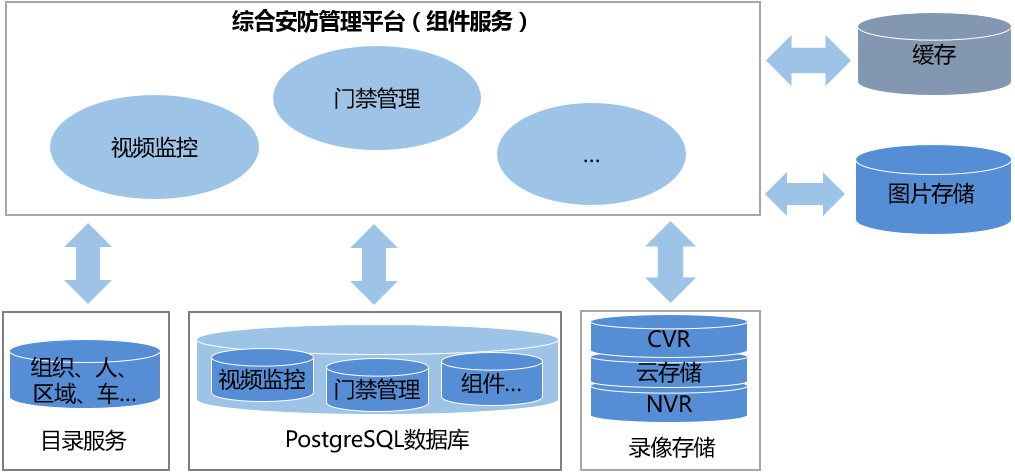 综合安防管理平台（组件服务）
视频监控
门禁管理
...
缓存
图片存储
组织、人、
区域、车...
目录服务
视频监控
门禁管理
组件...
PostgreSQL数据库
CVR
云存储
NVR
录像存储